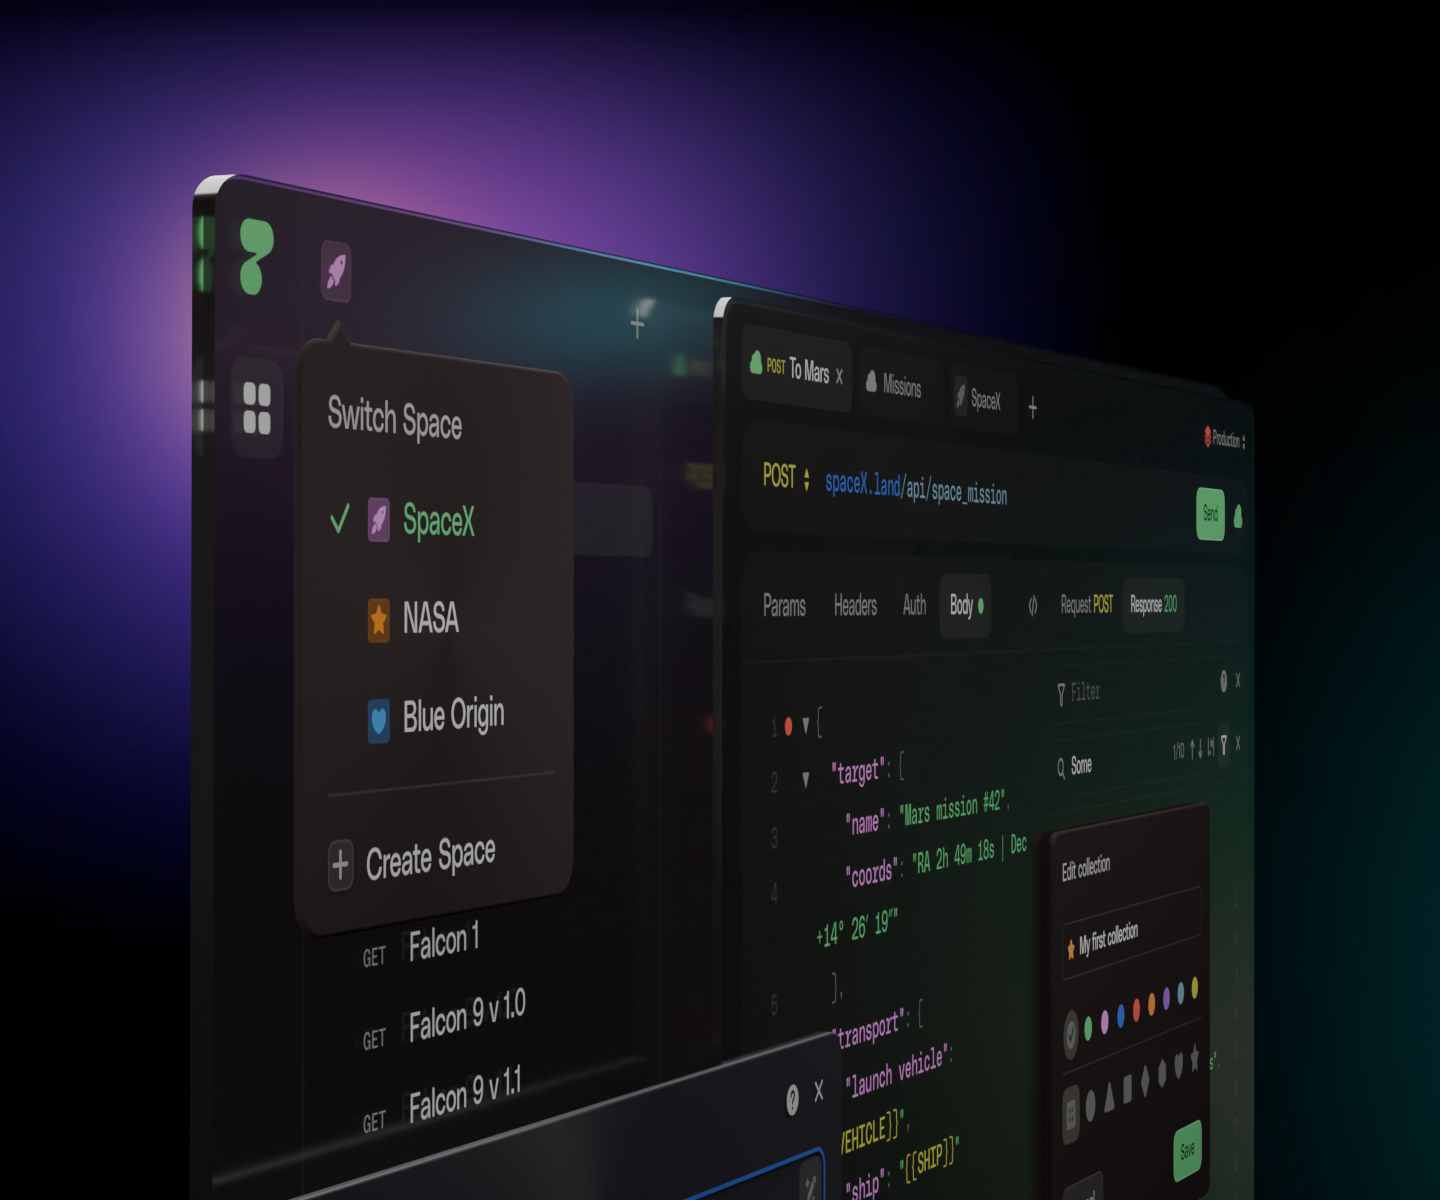 Switch Space
SpaceX
NASA
Blue Origin
Create Space
GET Falcon 1
GET Falcon 9 v 1.0
GET Falcon 9 v 1.1
POST To Mars
Missions
SpaceX
Production
POST spaceX.land/api/space_mission
Send
Params Headers Auth Body
Request POST Response 200
Filter
Some
1/10
1 {
2 "target": {
3 "name": "Mars mission #42",
4 "coords": "RA 2h 49m 18s | Dec
+14° 26′ 19″"
5 },
"transport": {
"launch vehicle":
VEHICLE}}",
"ship": "{{SHIP}}"
Edit collection
My first collection
Save